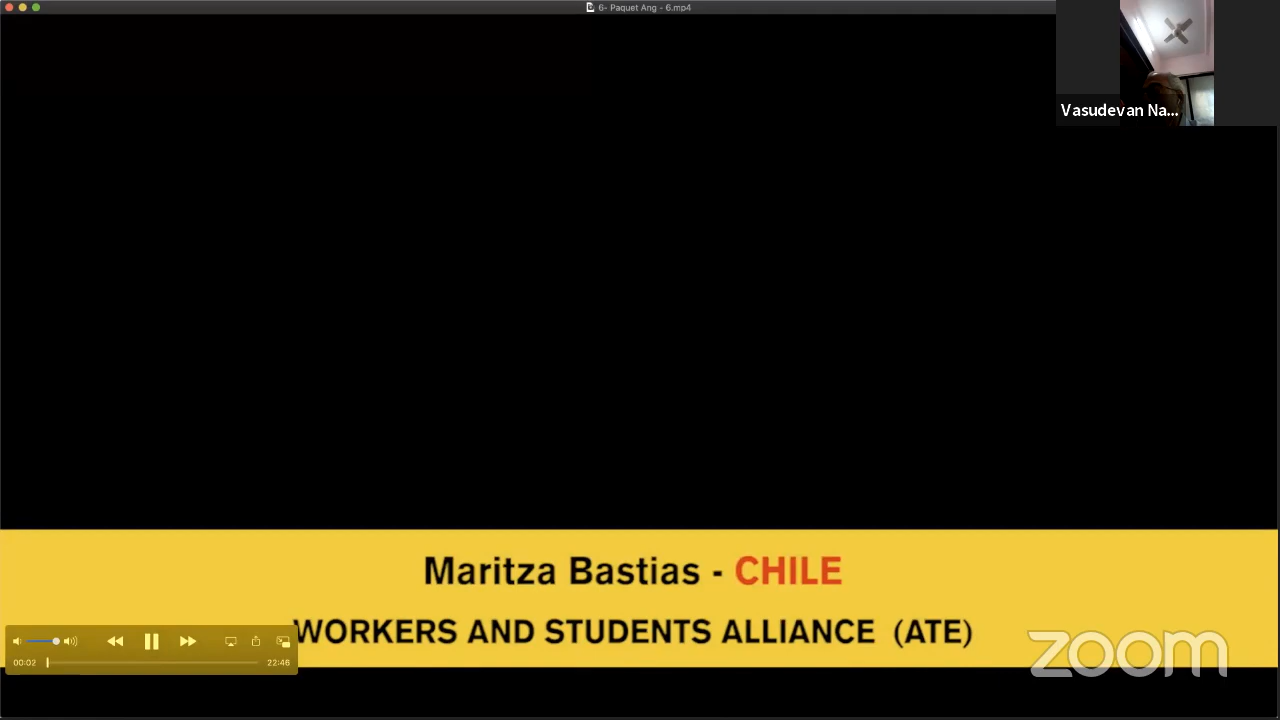 6- Paquet Ang - 6.mp4
Vasudevan Na...
Maritza Bastias - CHILE
WORKERS AND STUDENTS ALLIANCE (ATE)
00:02
22:46
zoom